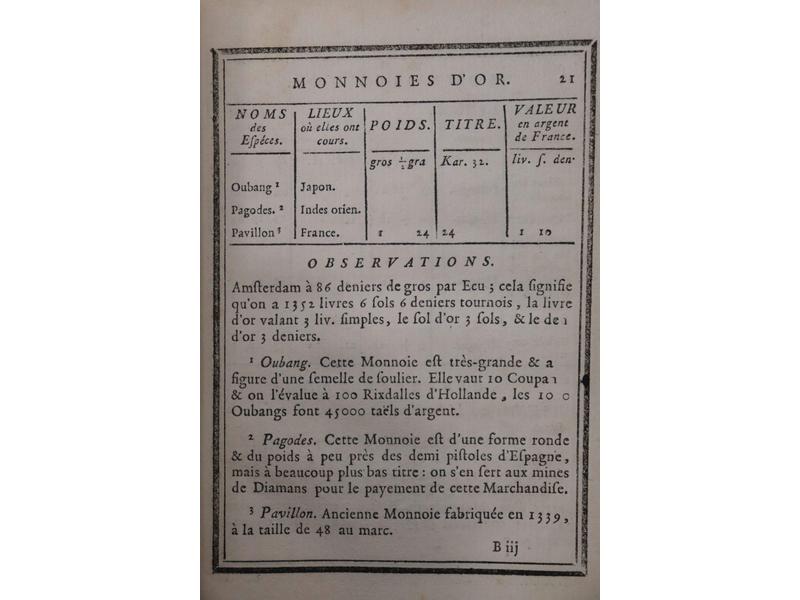 MONNOIES D'OR. 21
NOMS des Eſpéces. LIEUX où elles ont cours. POIDS. TITRE. VALEUR en argent de France.
gros ½ gra Kar. 32. liv. ſ. den.
Oubang ¹ Japon.
Pagodes. ² Indes orien.
Pavillon ³ France. 1 24 24 1 10
OBSERVATIONS.
Amſterdam à 86 deniers de gros par Ecu ; cela ſignifie
qu'on a 1352 livres 6 ſols 6 deniers tournois, la livre
d'or valant 3 liv. ſimples, le ſol d'or 3 ſols, & le de
d'or 3 deniers.
¹ Oubang. Cette Monnoie eſt très-grande & a
figure d'une ſemelle de ſoulier. Elle vaut 10 Coupa
& on l'évalue à 100 Rixdalles d'Hollande, les 10
Oubangs font 45000 taëls d'argent.
² Pagodes. Cette Monnoie eſt d'une forme ronde
& du poids à peu près des demi piſtoles d'Eſpagne,
mais à beaucoup plus bas titre : on s'en ſert aux mines
de Diamans pour le payement de cette Marchandiſe.
³ Pavillon. Ancienne Monnoie fabriquée en 1339,
à la taille de 48 au marc.
B iij